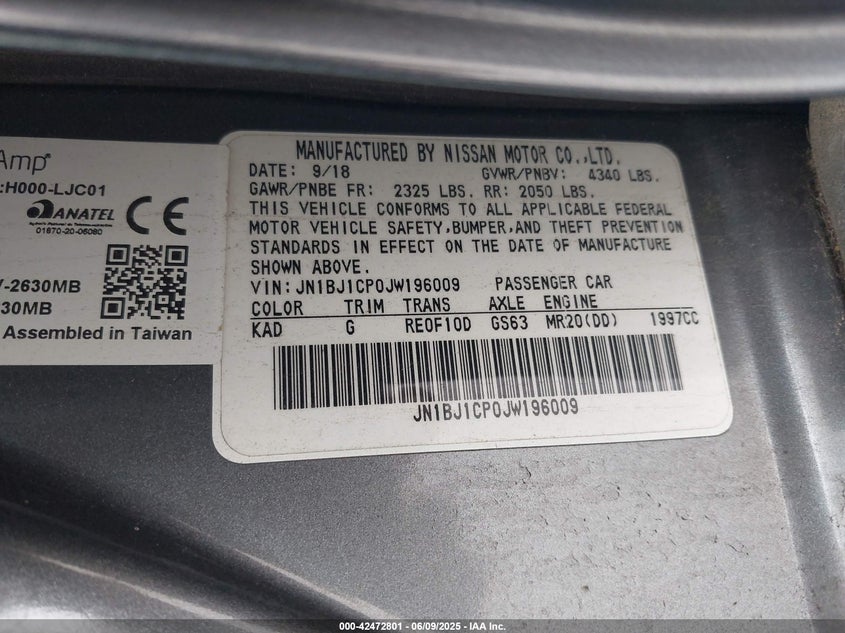 Amp
:H000-LJC01
ANATEL
CE
01870-20-05080
-2630MB
30MB
Assembled in Taiwan
MANUFACTURED BY NISSAN MOTOR CO.,LTD.
DATE: 9/18 GVWR/PNBV: 4340 LBS.
GAWR/PNBE FR: 2325 LBS. RR: 2050 LBS.
THIS VEHICLE CONFORMS TO ALL APPLICABLE FEDERAL
MOTOR VEHICLE SAFETY,BUMPER,AND THEFT PREVENTION
STANDARDS IN EFFECT ON THE DATE OF MANUFACTURE
SHOWN ABOVE.
VIN: JN1BJ1CP0JW196009 PASSENGER CAR
COLOR TRIM TRANS AXLE ENGINE
KAD G RE0F10D GS63 MR20(DD) 1997CC
JN1BJ1CP0JW196009
000-42472801 - 06/09/2025 - IAA Inc.